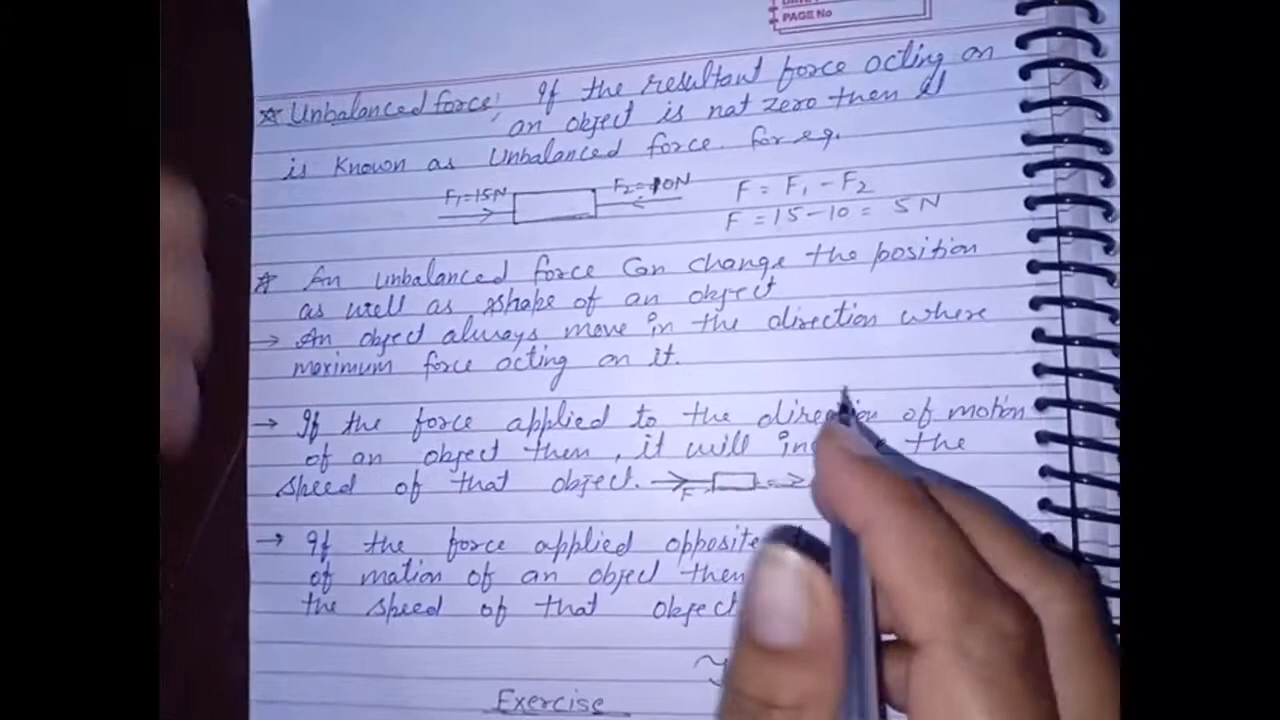 PAGE No
☆ Unbalanced force; If the resultant force acting on
an object is not zero then it
is known as Unbalanced force. for eg.
F₁=15N F₂=10N F = F₁ - F₂
F = 15-10 = 5N
☆ An unbalanced force can change the position
as well as shape of an object
→ An object always move in the direction where
maximum force acting on it.
→ If the force applied to the direction of motion
of an object then, it will the
speed of that object. F
→ If the force applied opposite
of motion of an object then
the speed of that object
Exercise